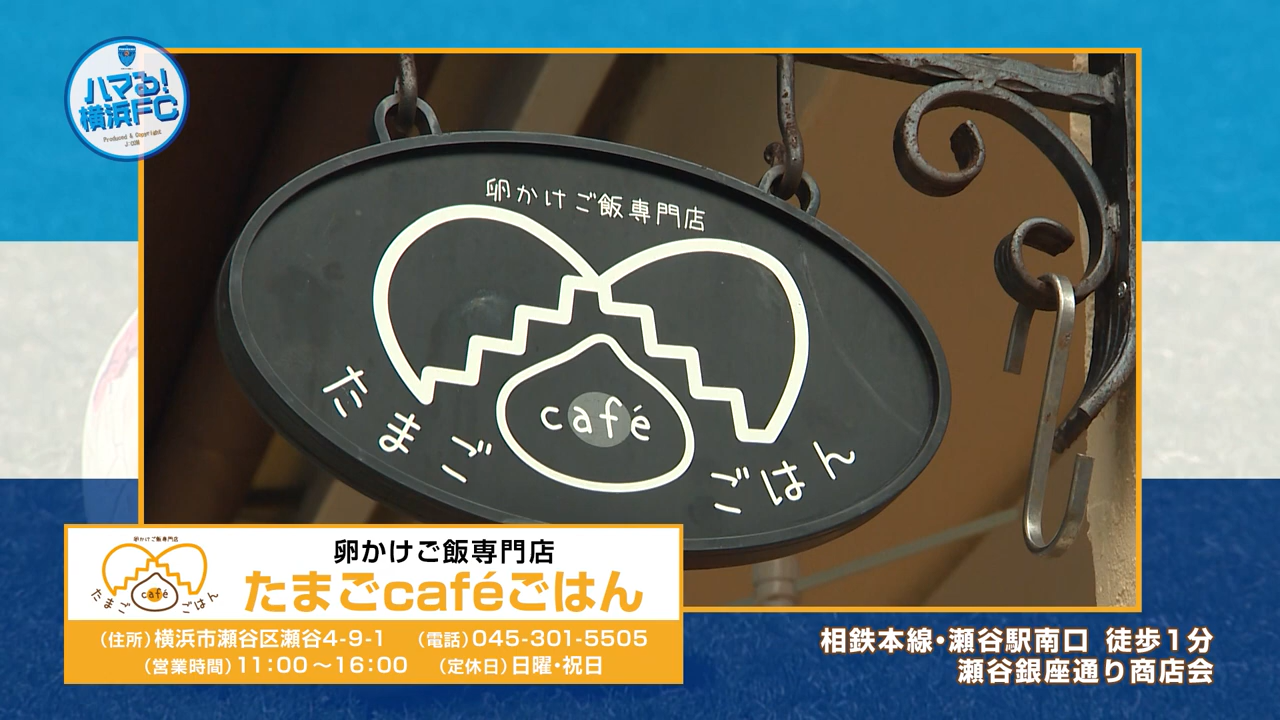 ハマる!
横浜FC
Produced & Copyright
J:COM
卵かけご飯専門店
たまご
café
ごはん
卵かけご飯専門店
たまご
café
ごはん
卵かけご飯専門店
たまごcaféごはん
(住所)横浜市瀬谷区瀬谷4-9-1 (電話)045-301-5505
(営業時間)11:00～16:00 (定休日)日曜・祝日
相鉄本線・瀬谷駅南口 徒歩1分
瀬谷銀座通り商店会